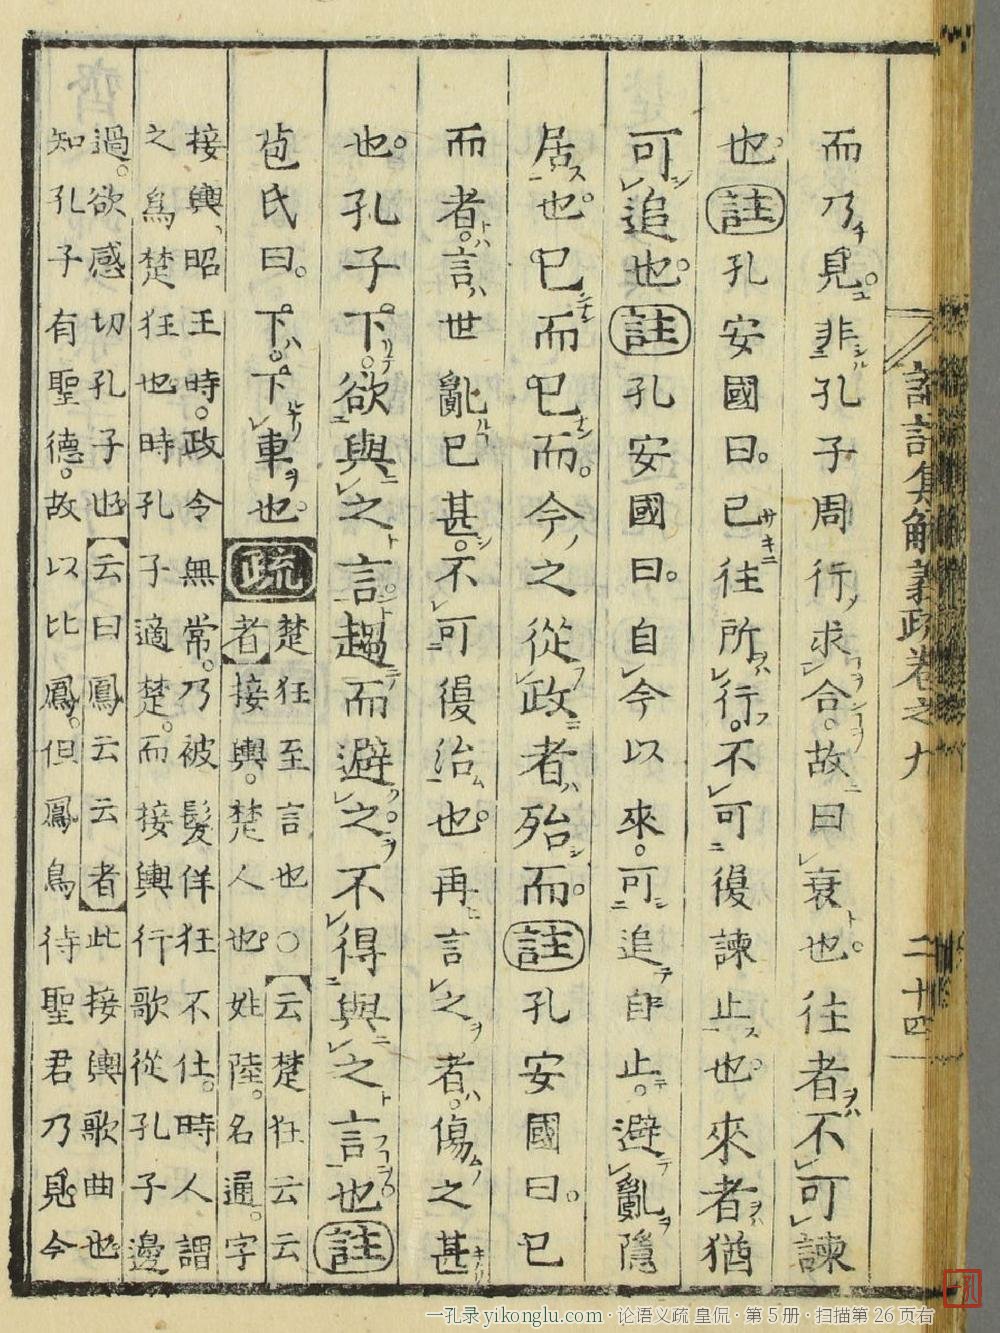 而乃見非孔子周行求合故曰衰也往者不可諫
也註孔安國曰已往所行不可復諫止也來者猶
可追也註孔安國曰自今以來可追自止避亂隱
居也已而已而今之從政者殆而註孔安國曰已
而者言世亂已甚不可復治也再言之者傷之甚
也孔子下欲與之言趨而避之不得與之言也註
苞氏曰下下車也疏
楚狂至言也○云楚狂云云
者接輿楚人也姓陸名通字
接輿昭王時政令無常乃被髮佯狂不仕時人謂
之爲楚狂也時孔子適楚而接輿行歌從孔子邊
過欲感切孔子也云曰鳳云云者此接輿歌曲也
知孔子有聖德故以比鳳但鳳鳥待聖君乃見今
集解義疏卷之九
二十四
一孔录 yikonglu.com · 论语义疏 皇侃 · 第 5 册 · 扫描第 26 页右